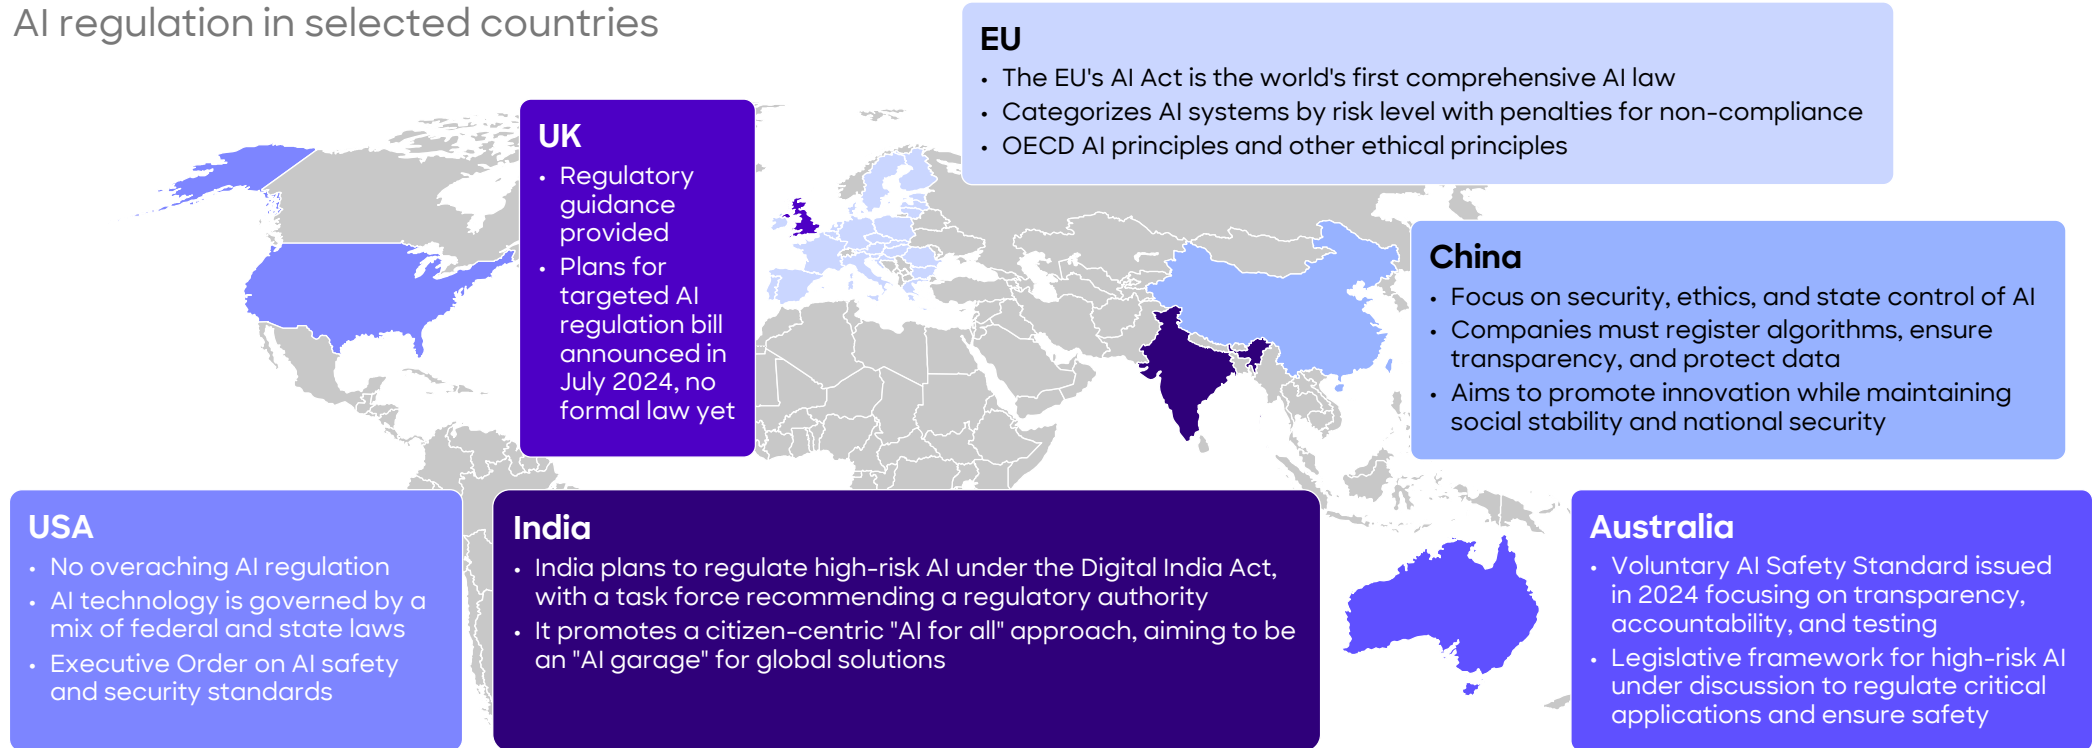 AI regulation in selected countries
EU
• The EU's AI Act is the world's first comprehensive AI law
• Categorizes AI systems by risk level with penalties for non-compliance
• OECD AI principles and other ethical principles
UK
• Regulatory
guidance
provided
• Plans for
targeted AI
regulation bill
announced in
July 2024, no
formal law yet
China
• Focus on security, ethics, and state control of AI
• Companies must register algorithms, ensure
transparency, and protect data
• Aims to promote innovation while maintaining
social stability and national security
USA
• No overaching AI regulation
• AI technology is governed by a
mix of federal and state laws
• Executive Order on AI safety
and security standards
India
• India plans to regulate high-risk AI under the Digital India Act,
with a task force recommending a regulatory authority
• It promotes a citizen-centric "AI for all" approach, aiming to be
an "AI garage" for global solutions
Australia
• Voluntary AI Safety Standard issued
in 2024 focusing on transparency,
accountability, and testing
• Legislative framework for high-risk AI
under discussion to regulate critical
applications and ensure safety